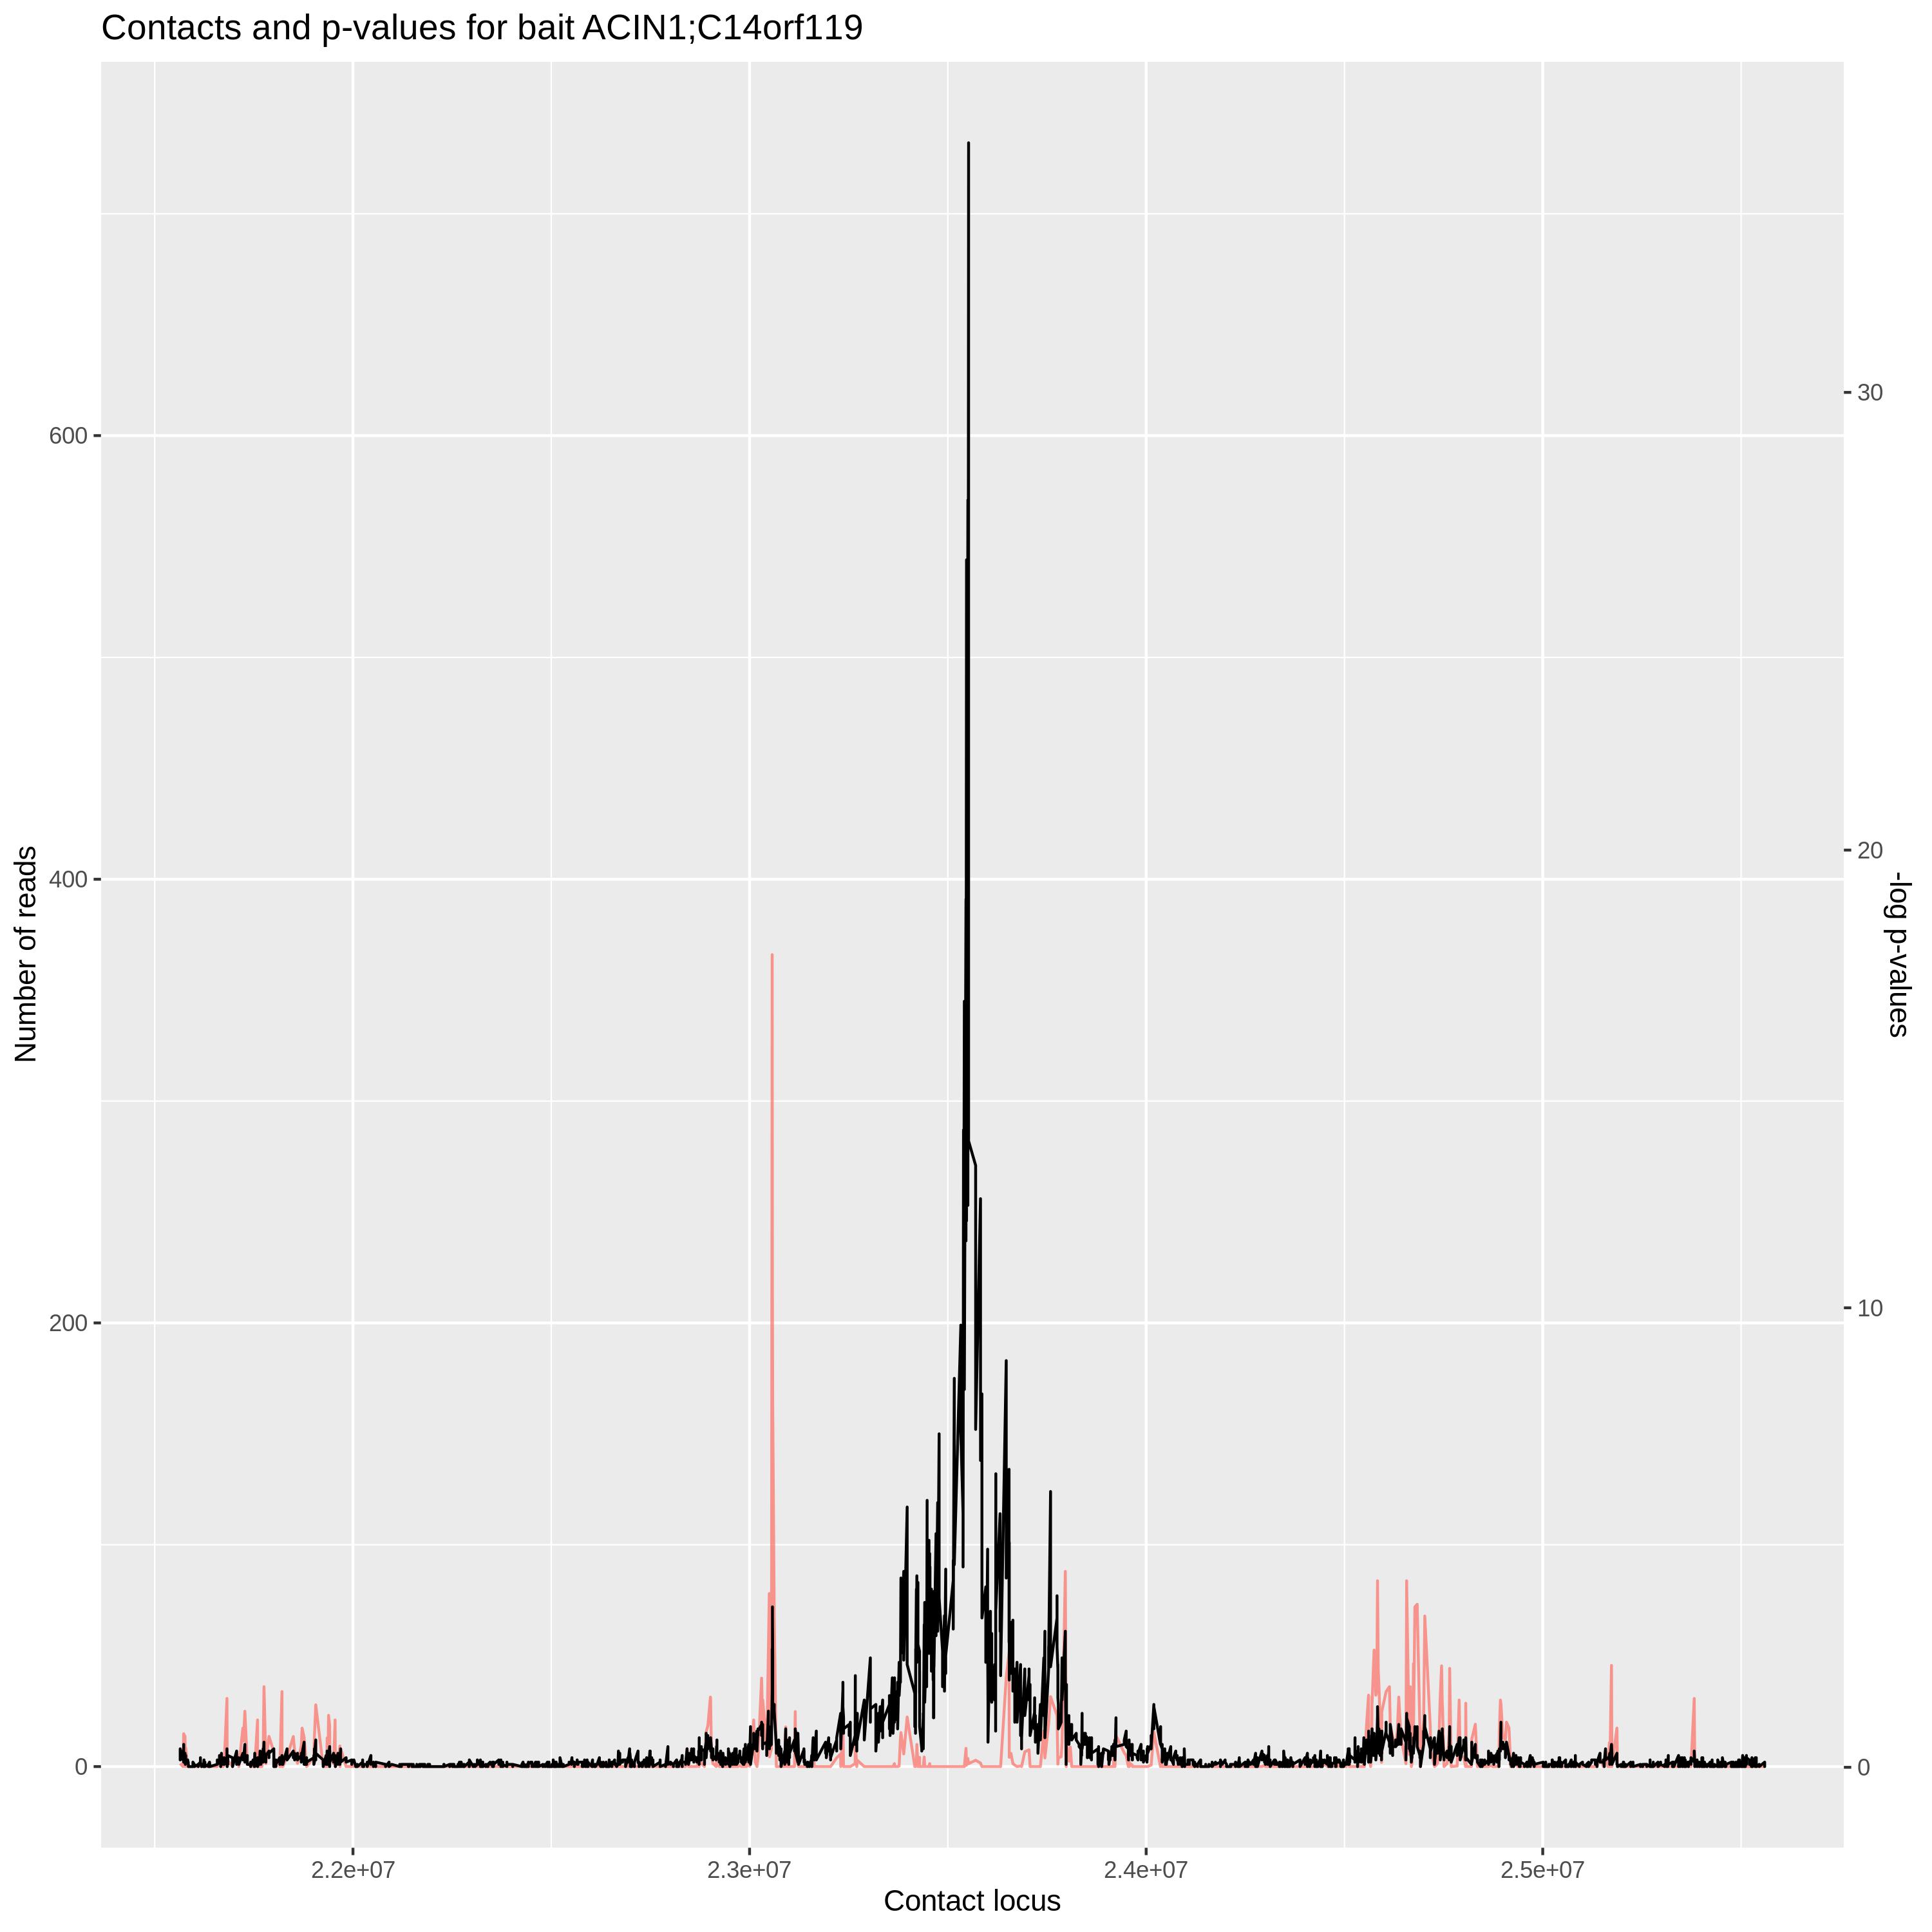 Contacts and p-values for bait ACIN1;C14orf119
Number of reads
600
400
200
0
30
20
10
0
-log p-values
2.2e+07
2.3e+07
2.4e+07
2.5e+07
Contact locus